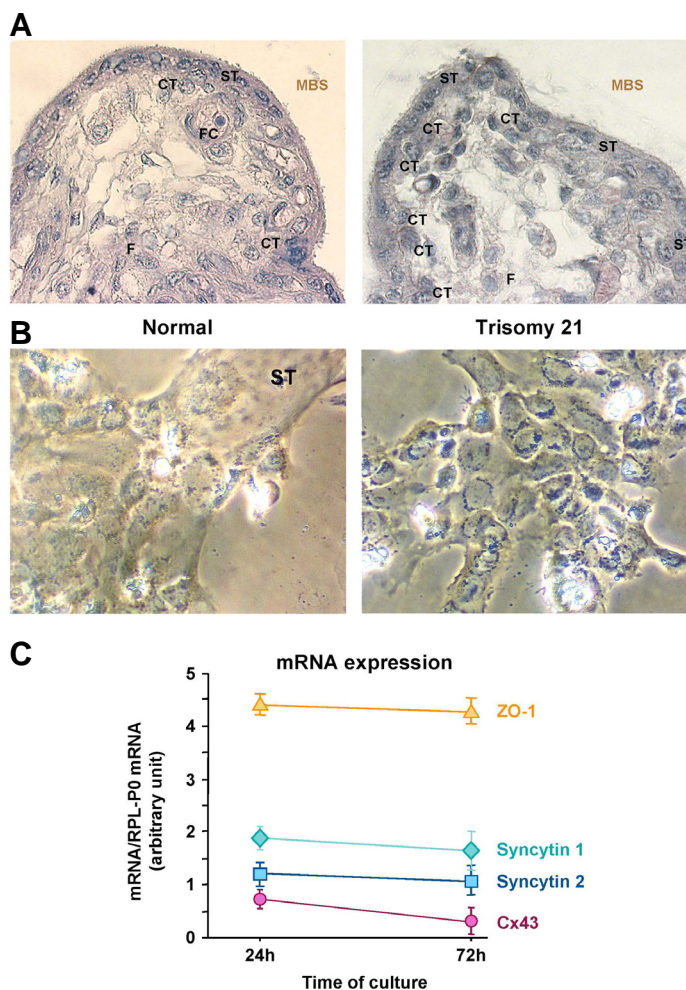 A
CT
ST
MBS
FC
F
CT
ST
MBS
CT
CT
ST
CT
CT
ST
CT
F
CT
B
Normal
Trisomy 21
ST
C
mRNA expression
mRNA/RPL-P0 mRNA
(arbitrary unit)
5
4
3
2
1
0
ZO-1
Syncytin 1
Syncytin 2
Cx43
24h
72h
Time of culture